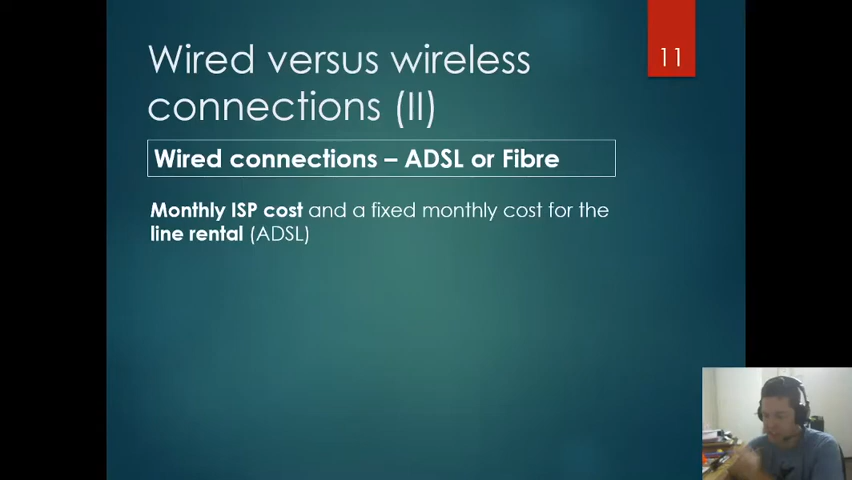 Wired versus wireless
connections (II)
11
Wired connections – ADSL or Fibre
Monthly ISP cost and a fixed monthly cost for the
line rental (ADSL)